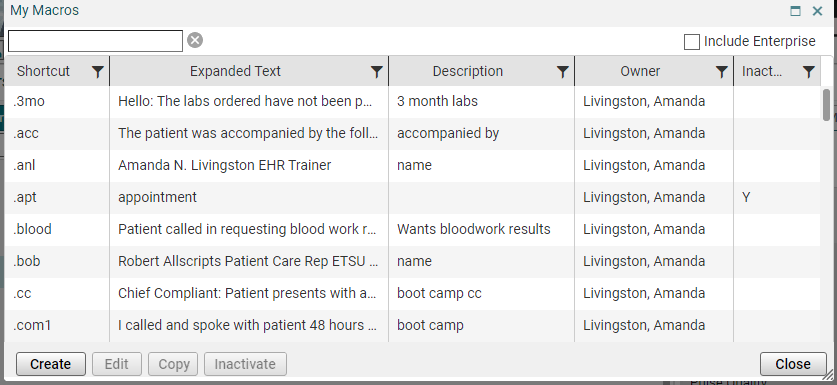 My Macros
Include Enterprise
Shortcut Expanded Text Description Owner Inact...
.3mo Hello: The labs ordered have not been p... 3 month labs Livingston, Amanda
.acc The patient was accompanied by the foll... accompanied by Livingston, Amanda
.anl Amanda N. Livingston EHR Trainer name Livingston, Amanda
.apt appointment Livingston, Amanda Y
.blood Patient called in requesting blood work r... Wants bloodwork results Livingston, Amanda
.bob Robert Allscripts Patient Care Rep ETSU ... name Livingston, Amanda
.cc Chief Compliant: Patient presents with a... boot camp cc Livingston, Amanda
.com1 I called and spoke with patient 48 hours ... boot camp Livingston, Amanda
Create Edit Copy Inactivate Close